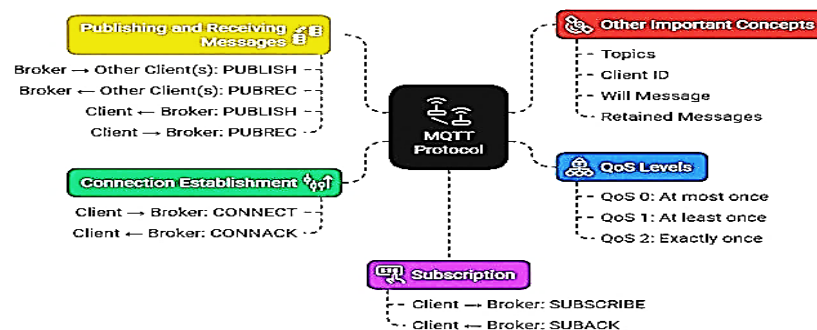 Publishing and Receiving
Messages
Broker → Other Client(s): PUBLISH
Broker ← Other Client(s): PUBREC
Client ← Broker: PUBLISH
Client → Broker: PUBREC
Connection Establishment
Client → Broker: CONNECT
Client ← Broker: CONNACK
MQTT
Protocol
Other Important Concepts
Topics
Client ID
Will Message
Retained Messages
QoS Levels
QoS 0: At most once
QoS 1: At least once
QoS 2: Exactly once
Subscription
Client → Broker: SUBSCRIBE
Client ← Broker: SUBACK